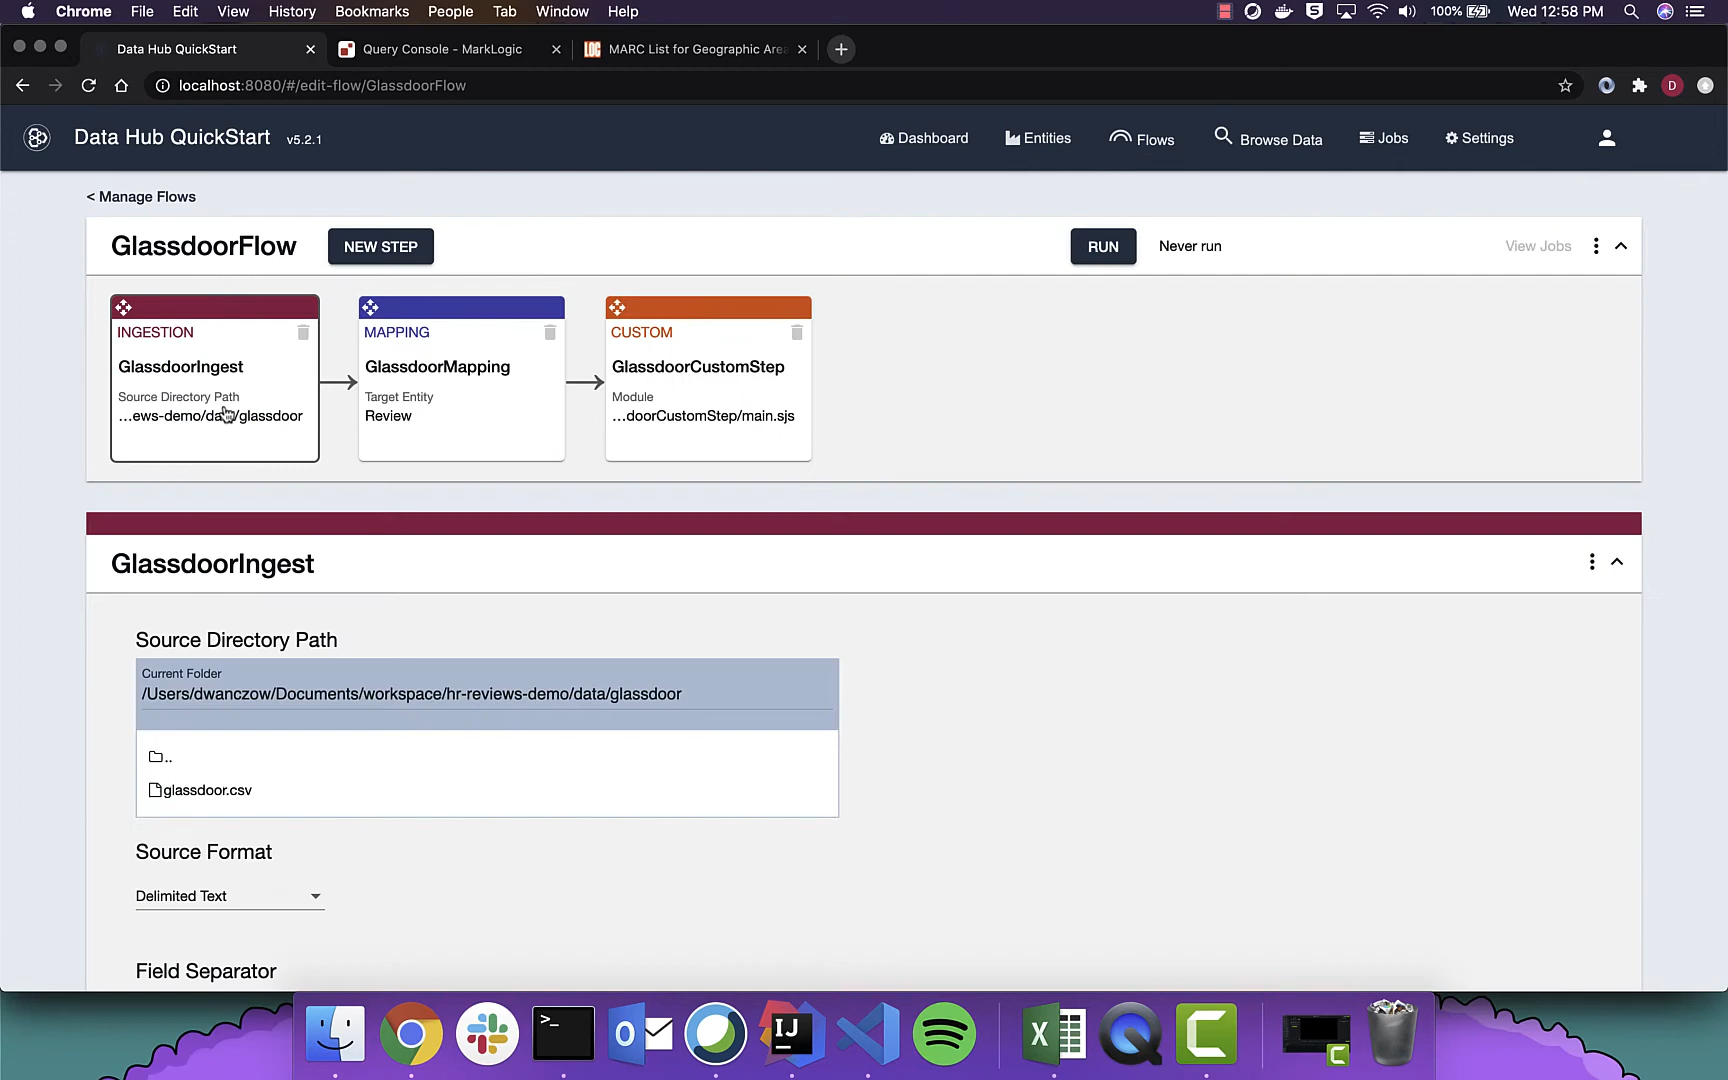 Chrome File Edit View History Bookmarks People Tab Window Help 100% Wed 12:58 PM
Data Hub QuickStart Query Console - MarkLogic LOC MARC List for Geographic Area
localhost:8080/#/edit-flow/GlassdoorFlow D
Data Hub QuickStart v5.2.1 Dashboard Entities Flows Browse Data Jobs Settings
< Manage Flows
GlassdoorFlow NEW STEP RUN Never run View Jobs
INGESTION MAPPING CUSTOM
GlassdoorIngest GlassdoorMapping GlassdoorCustomStep
Source Directory Path Target Entity Module
...ews-demo/data/glassdoor Review ...doorCustomStep/main.sjs
GlassdoorIngest
Source Directory Path
Current Folder
/Users/dwanczow/Documents/workspace/hr-reviews-demo/data/glassdoor
..
glassdoor.csv
Source Format
Delimited Text
Field Separator